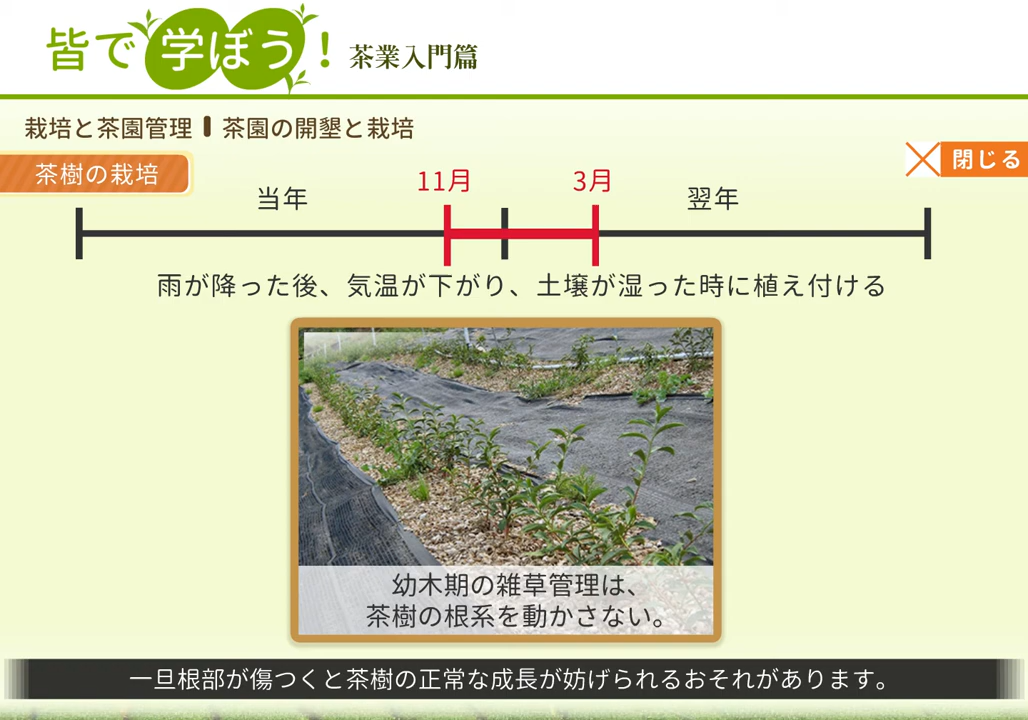 皆で学ぼう！茶業入門篇
栽培と茶園管理 ┃ 茶園の開墾と栽培
閉じる
茶樹の栽培
11月
3月
当年
翌年
雨が降った後、気温が下がり、土壌が湿った時に植え付ける
幼木期の雑草管理は、
茶樹の根系を動かさない。
一旦根部が傷つくと茶樹の正常な成長が妨げられるおそれがあります。